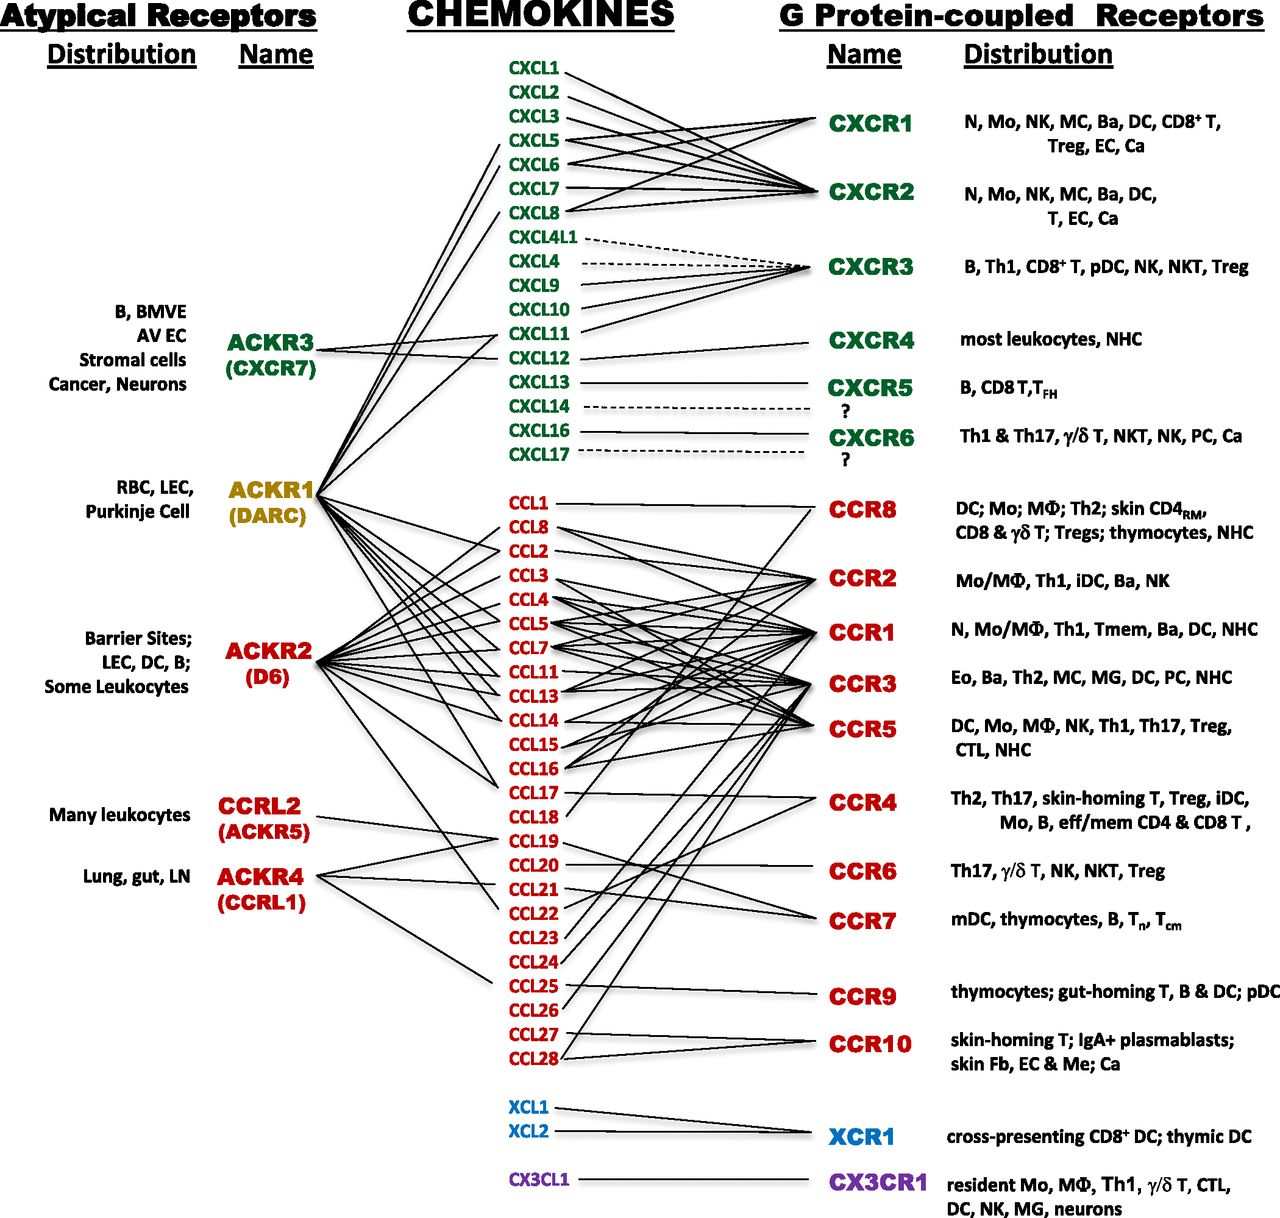 Atypical Receptors CHEMOKINES G Protein-coupled Receptors
Distribution Name Name Distribution
CXCL1
CXCL2
CXCL3
CXCL5
CXCL6
CXCL7
CXCL8
CXCL4L1
CXCL4
CXCL9
CXCL10
CXCL11
CXCL12
CXCL13
CXCL14
CXCL16
CXCL17
CCL1
CCL8
CCL2
CCL3
CCL4
CCL5
CCL7
CCL11
CCL13
CCL14
CCL15
CCL16
CCL17
CCL18
CCL19
CCL20
CCL21
CCL22
CCL23
CCL24
CCL25
CCL26
CCL27
CCL28
XCL1
XCL2
CX3CL1
B, BMVE
AV EC
Stromal cells
Cancer, Neurons
ACKR3
(CXCR7)
RBC, LEC,
Purkinje Cell
ACKR1
(DARC)
Barrier Sites;
LEC, DC, B;
Some Leukocytes
ACKR2
(D6)
Many leukocytes
CCRL2
(ACKR5)
Lung, gut, LN
ACKR4
(CCRL1)
CXCR1
N, Mo, NK, MC, Ba, DC, CD8⁺ T,
Treg, EC, Ca
CXCR2
N, Mo, NK, MC, Ba, DC,
T, EC, Ca
CXCR3
B, Th1, CD8⁺ T, pDC, NK, NKT, Treg
CXCR4
most leukocytes, NHC
CXCR5
B, CD8 T,TFH
?
CXCR6
Th1 & Th17, γ/δ T, NKT, NK, PC, Ca
?
CCR8
DC; Mo; MΦ; Th2; skin CD4RM,
CD8 & γδ T; Tregs; thymocytes, NHC
CCR2
Mo/MΦ, Th1, iDC, Ba, NK
CCR1
N, Mo/MΦ, Th1, Tmem, Ba, DC, NHC
CCR3
Eo, Ba, Th2, MC, MG, DC, PC, NHC
CCR5
DC, Mo, MΦ, NK, Th1, Th17, Treg,
CTL, NHC
CCR4
Th2, Th17, skin-homing T, Treg, iDC,
Mo, B, eff/mem CD4 & CD8 T ,
CCR6
Th17, γ/δ T, NK, NKT, Treg
CCR7
mDC, thymocytes, B, Tn, Tcm
CCR9
thymocytes; gut-homing T, B & DC; pDC
CCR10
skin-homing T; IgA+ plasmablasts;
skin Fb, EC & Me; Ca
XCR1
cross-presenting CD8⁺ DC; thymic DC
CX3CR1
resident Mo, MΦ, Th1, γ/δ T, CTL,
DC, NK, MG, neurons